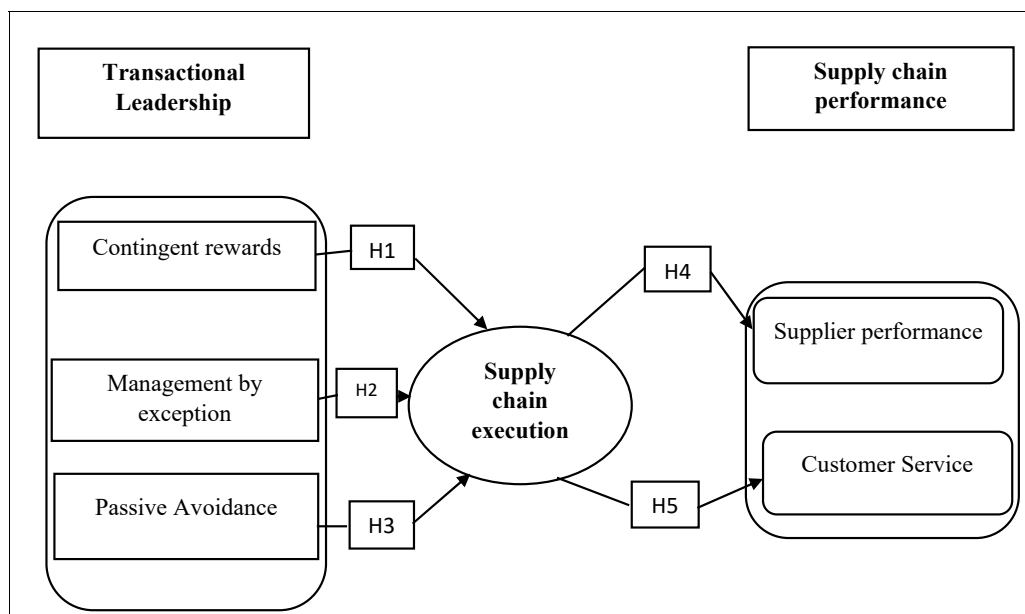 Transactional
Leadership
Supply chain
performance
Contingent rewards
H1
H4
Supplier performance
Management by
exception
H2
Supply
chain
execution
Customer Service
Passive Avoidance
H3
H5